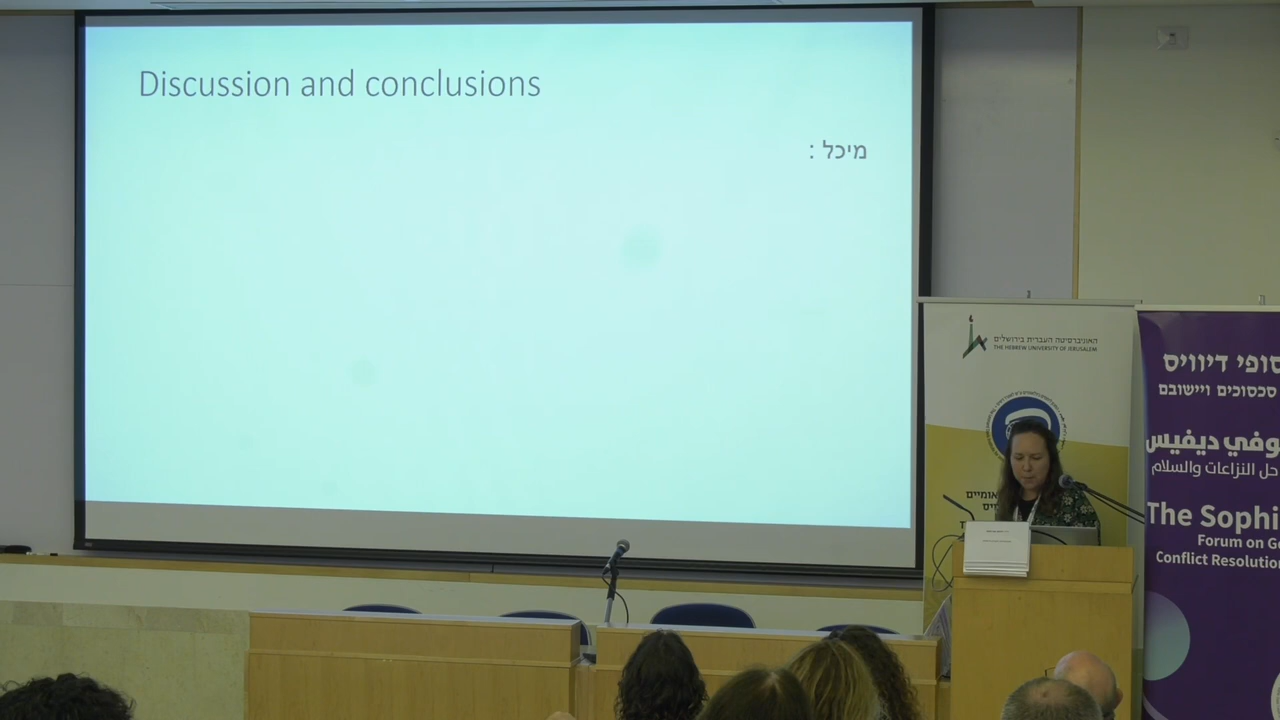 Discussion and conclusions
מיכל :
האוניברסיטה העברית בירושלים
THE HEBREW UNIVERSITY OF JERUSALEM
סופי דיוויס
סכסוכים ויישובם
وفي ديفيس
حل النزاعات والسلام
The Sophi
Forum on Ge
Conflict Resolution